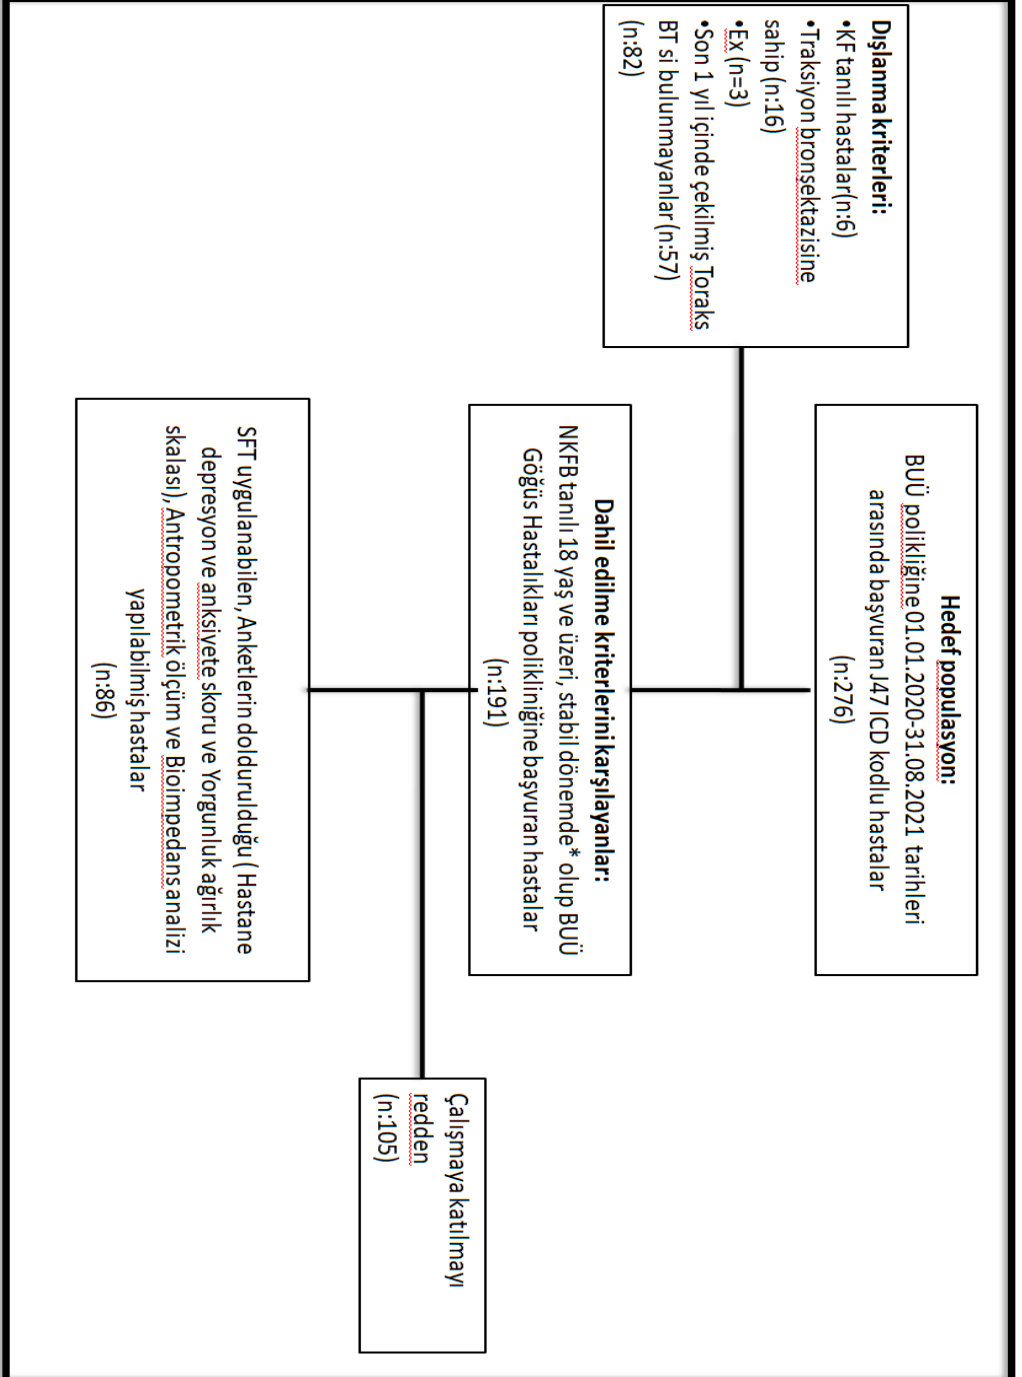 Hedef populasyon:
BUÜ polikliğine 01.01.2020-31.08.2021 tarihleri
arasında başvuran J47 ICD kodlu hastalar
(n:276)
Dışlanma kriterleri:
•KF tanılı hastalar(n:6)
•Traksiyon bronşektazisine
sahip (n:16)
•Ex (n=3)
•Son 1 yıl içinde çekilmiş Toraks
BT si bulunmayanlar (n:57)
(n:82)
Dahil edilme kriterlerini karşılayanlar:
NKFB tanılı 18 yaş ve üzeri, stabil dönemde* olup BUÜ
Göğüs Hastalıkları polikliniğine başvuran hastalar
(n:191)
Çalışmaya katılmayı
redden
(n:105)
SFT uygulanabilen, Anketlerin doldurulduğu ( Hastane
depresyon ve anksiyete skoru ve Yorgunluk ağırlık
skalası), Antropometrik ölçüm ve Bioimpedans analizi
yapılabilmiş hastalar
(n:86)